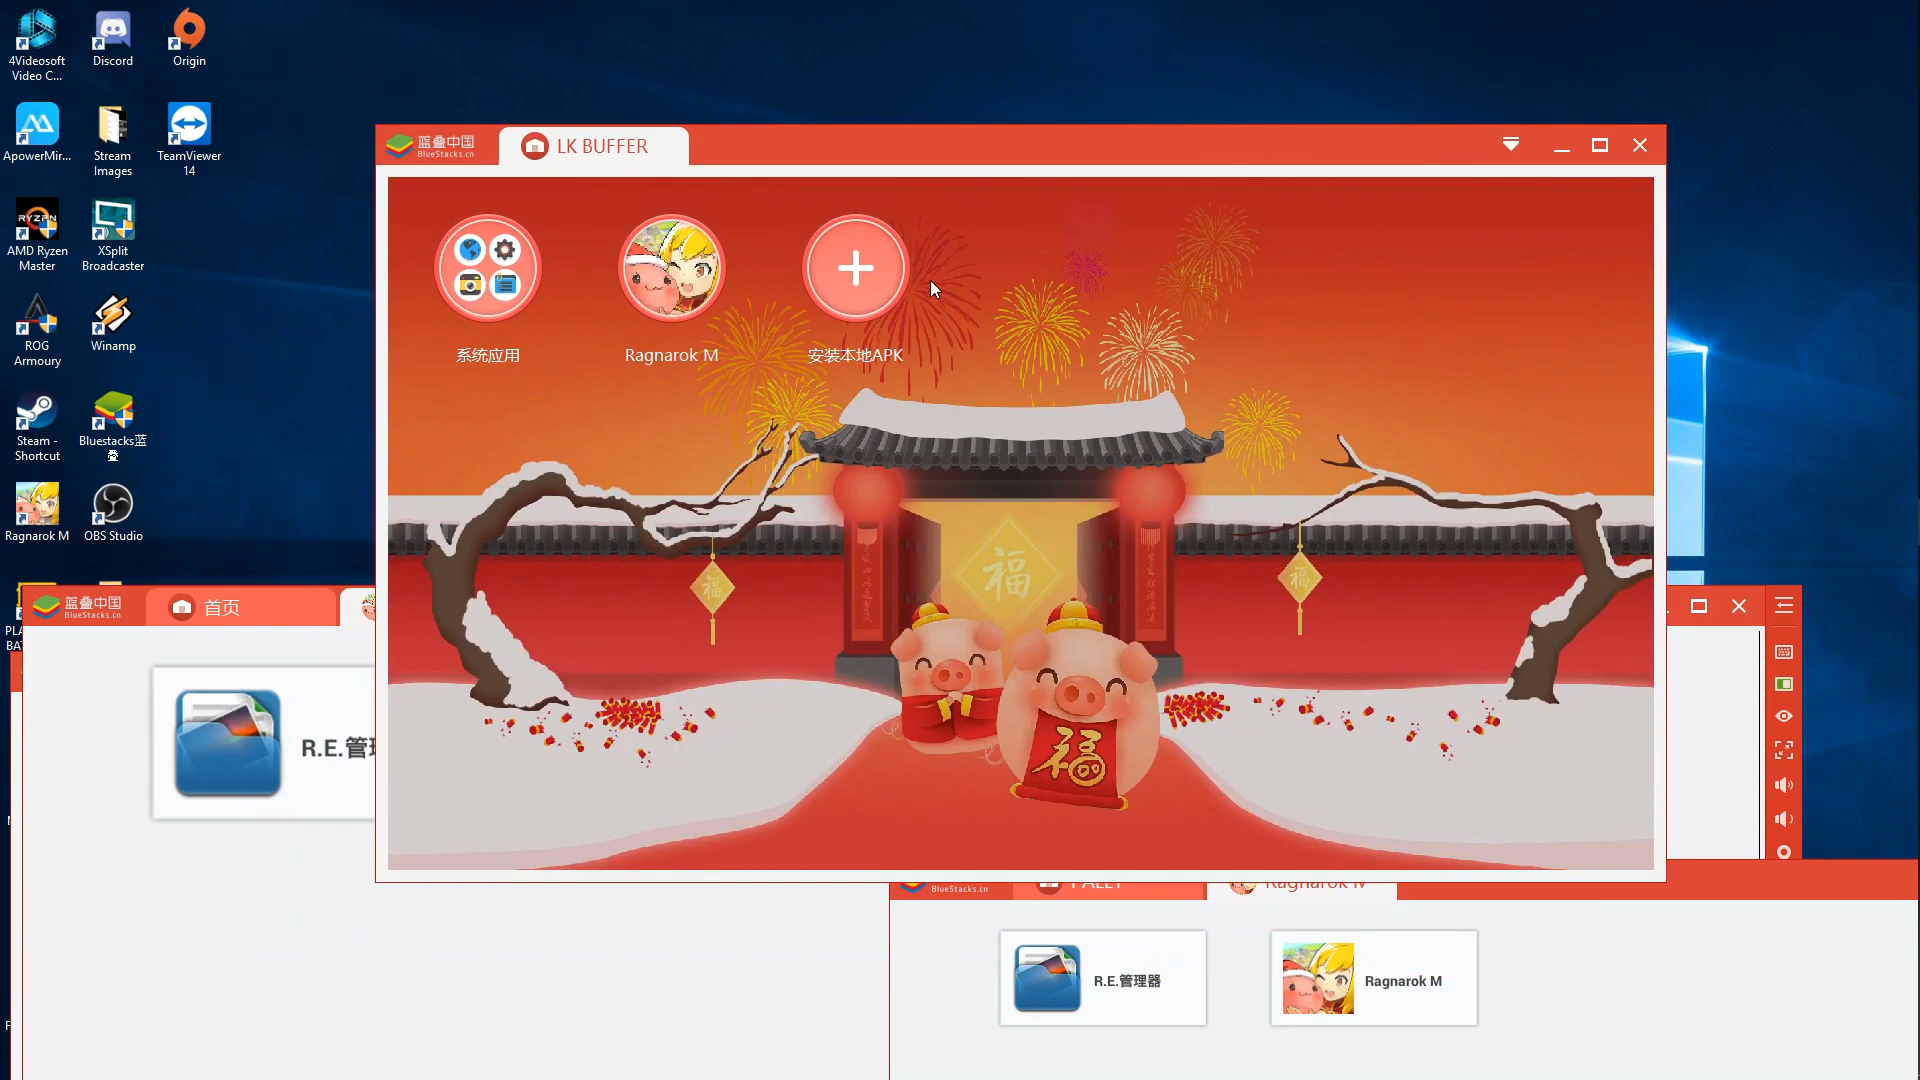 4Videosoft
Video C...
Discord
Origin
ApowerMir...
Stream
Images
TeamViewer
14
RYZEN
AMD Ryzen
Master
XSplit
Broadcaster
ROG
Armoury
Winamp
Steam -
Shortcut
Bluestacks蓝
叠
Ragnarok M
OBS Studio
蓝叠中国
BlueStacks.cn
LK BUFFER
系统应用
Ragnarok M
安装本地APK
福
福
福
福
蓝叠中国
BlueStacks.cn
首页
R.E.管
BlueStacks.cn
R.E.管理器
Ragnarok M